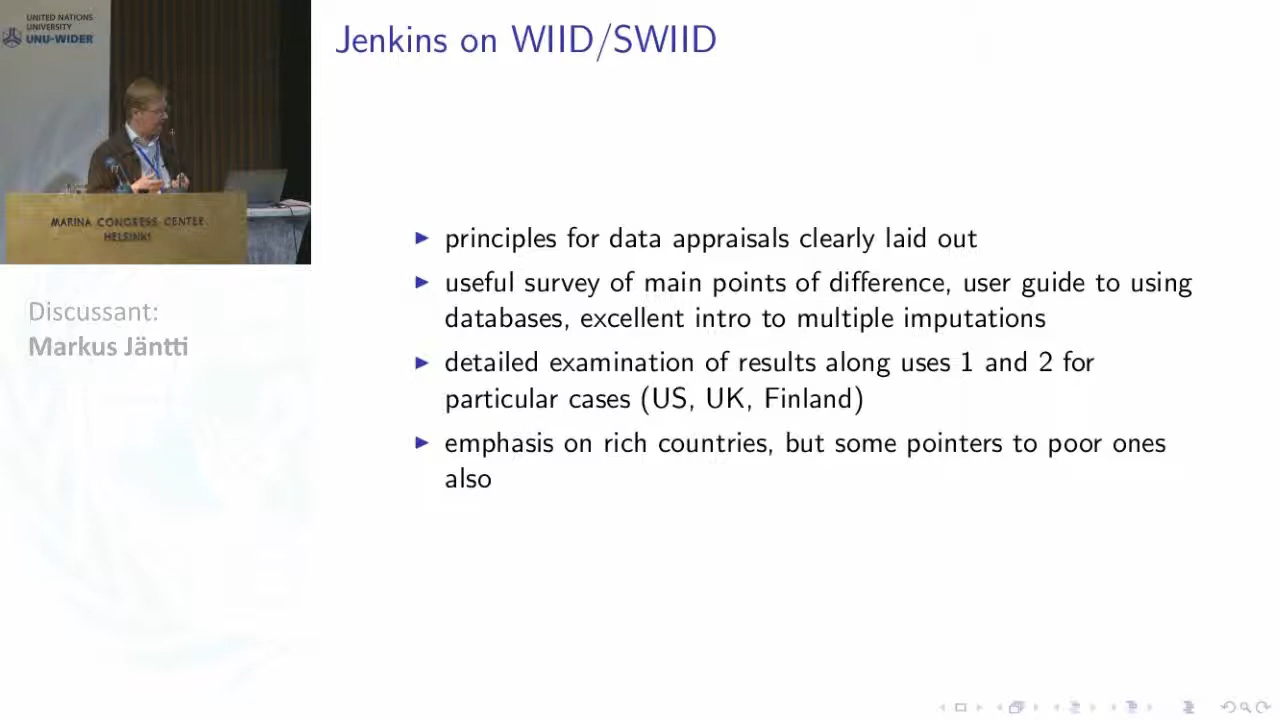 UNITED NATIONS
UNIVERSITY
UNU-WIDER
MARINA CONGRESS CENTER
HELSINKI
Discussant:
Markus Jäntti
Jenkins on WIID/SWIID
principles for data appraisals clearly laid out
useful survey of main points of difference, user guide to using
databases, excellent intro to multiple imputations
detailed examination of results along uses 1 and 2 for
particular cases (US, UK, Finland)
emphasis on rich countries, but some pointers to poor ones
also